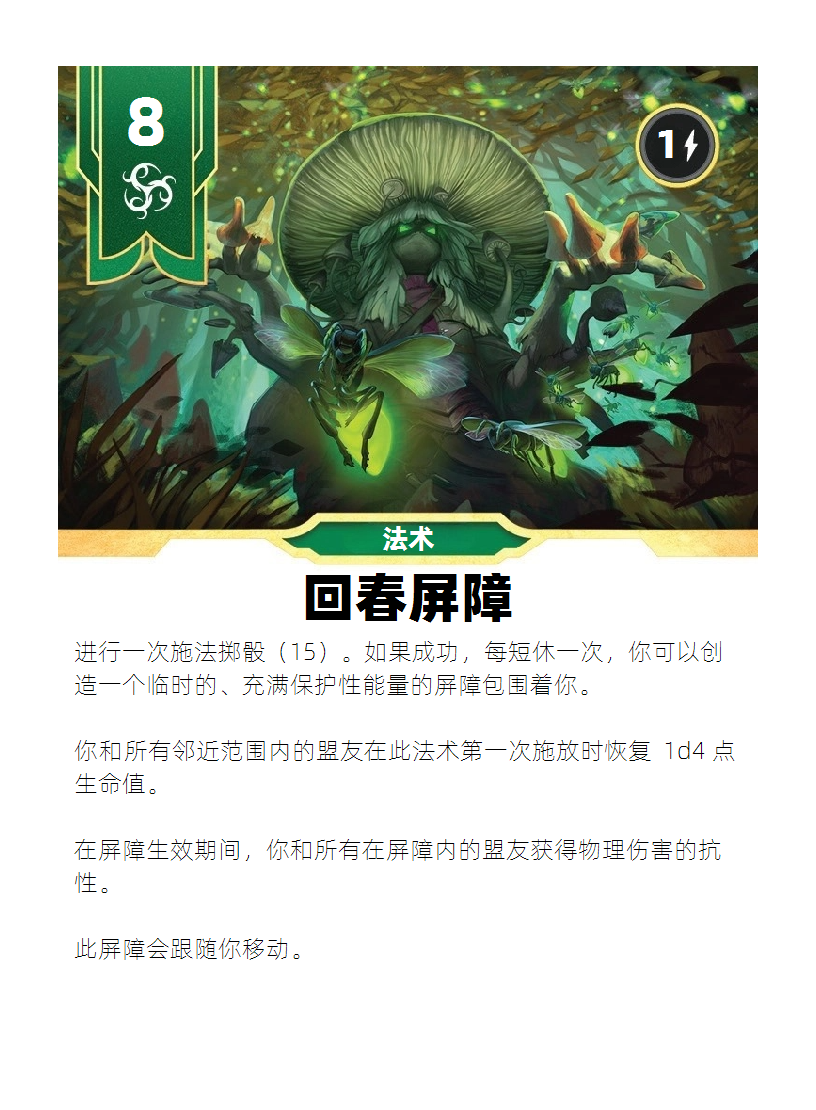 8
1
法术
回春屏障
进行一次施法掷骰（15）。如果成功，每短休一次，你可以创
造一个临时的、充满保护性能量的屏障包围着你。
你和所有邻近范围内的盟友在此法术第一次施放时恢复 1d4 点
生命值。
在屏障生效期间，你和所有在屏障内的盟友获得物理伤害的抗
性。
此屏障会跟随你移动。